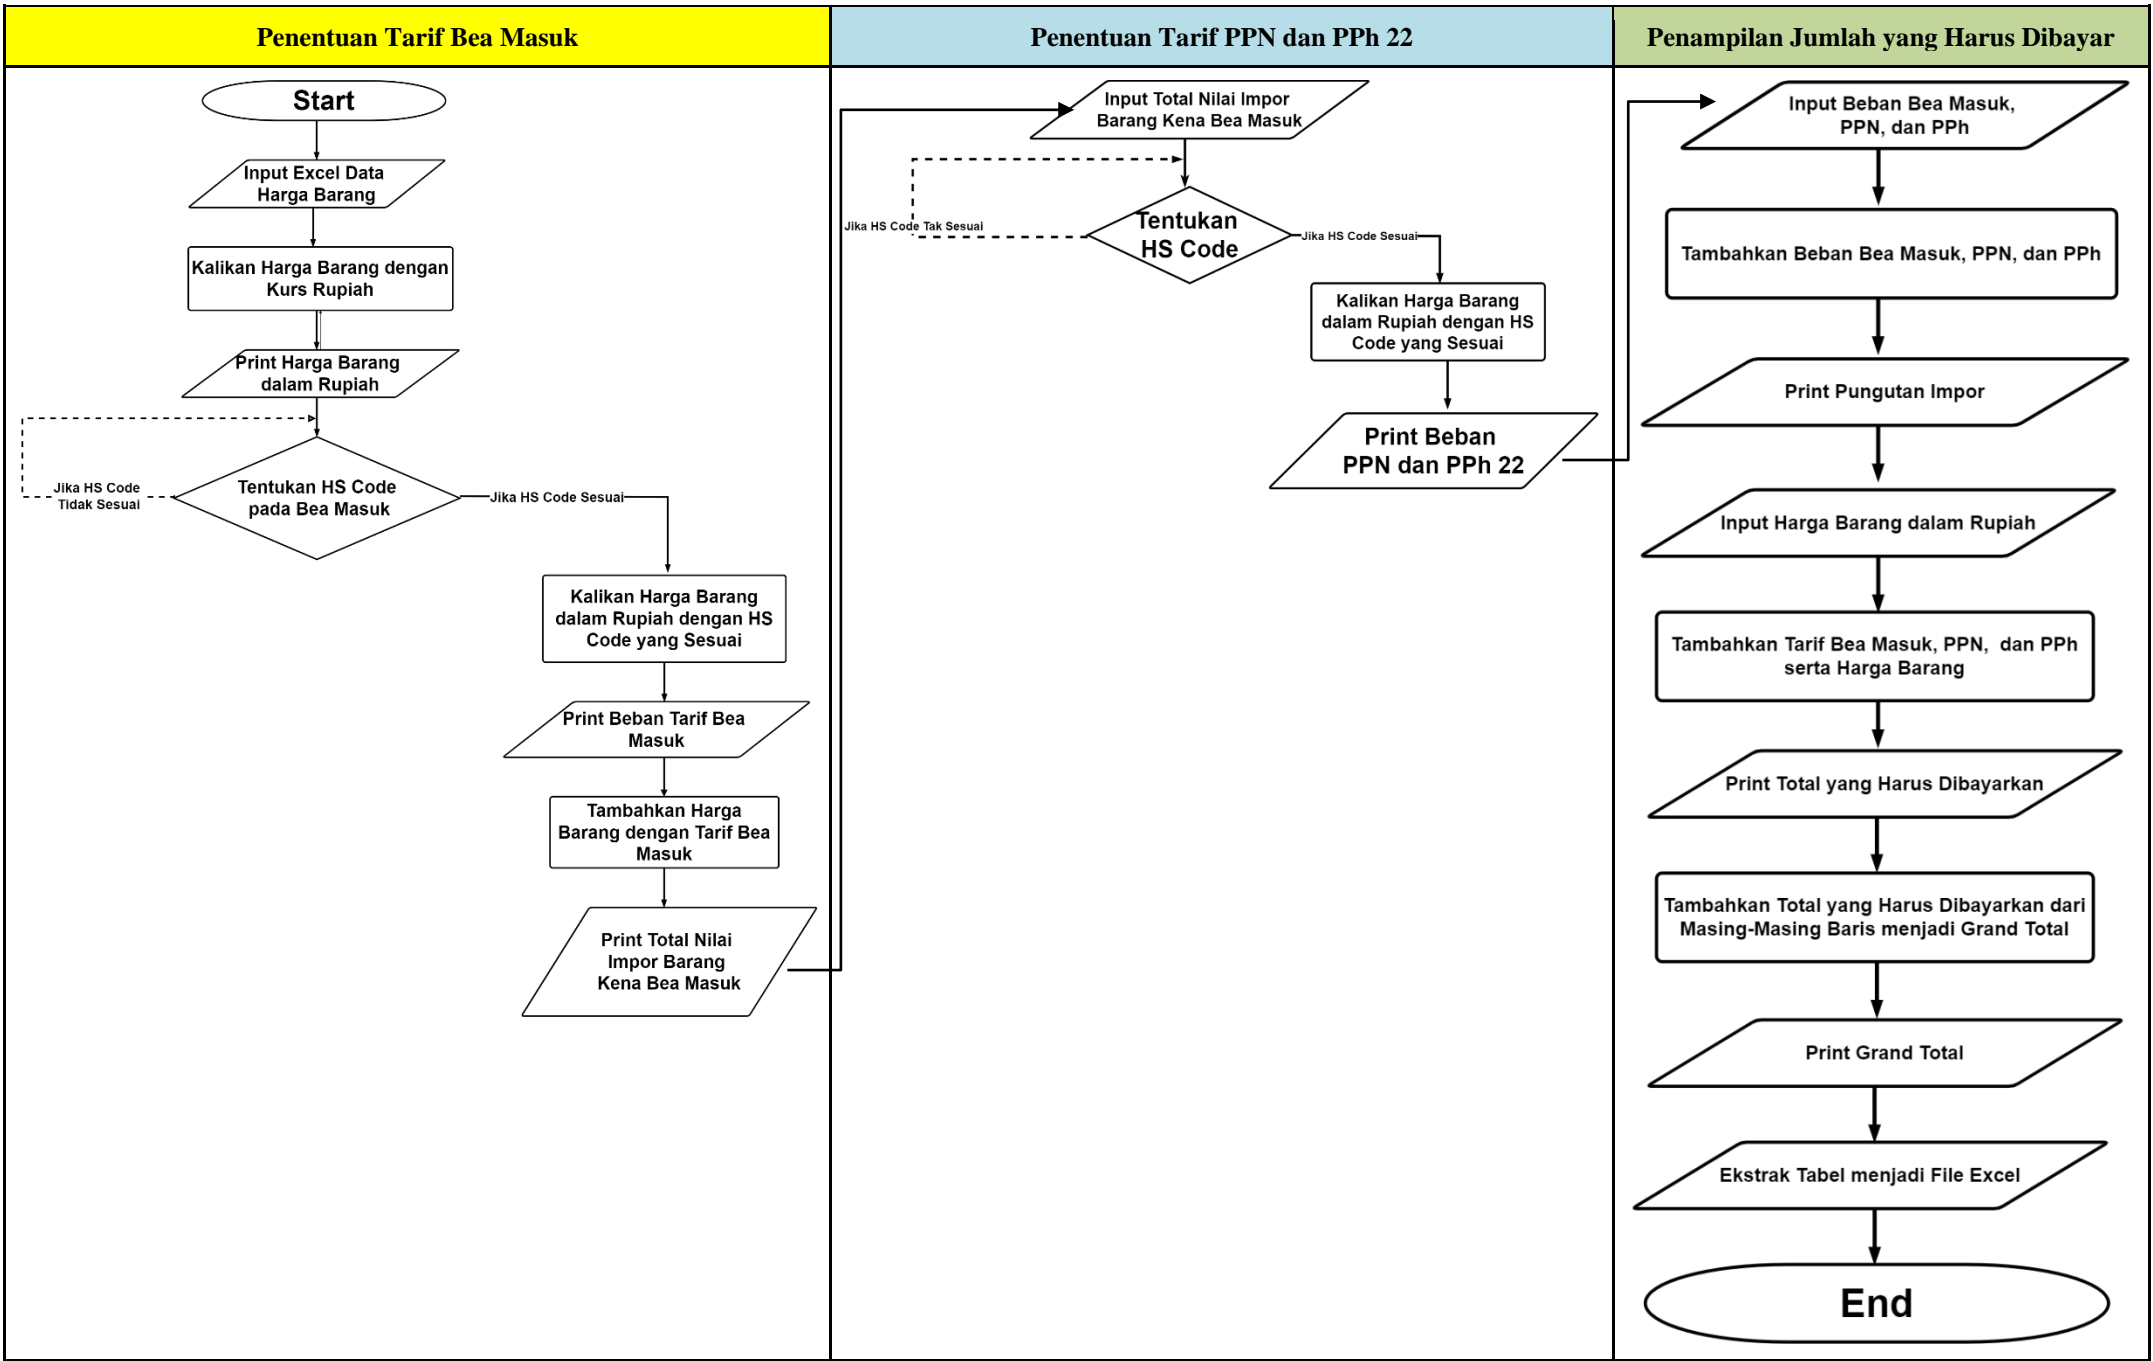 Penentuan Tarif Bea Masuk
Start
Input Excel Data
Harga Barang
Kalikan Harga Barang dengan
Kurs Rupiah
Print Harga Barang
dalam Rupiah
Tentukan HS Code
pada Bea Masuk
Jika HS Code
Tidak Sesuai
Jika HS Code Sesuai
Kalikan Harga Barang
dalam Rupiah dengan HS
Code yang Sesuai
Print Beban Tarif Bea
Masuk
Tambahkan Harga
Barang dengan Tarif Bea
Masuk
Print Total Nilai
Impor Barang
Kena Bea Masuk
Penentuan Tarif PPN dan PPh 22
Input Total Nilai Impor
Barang Kena Bea Masuk
Tentukan
HS Code
Jika HS Code Tak Sesuai
Jika HS Code Sesuai
Kalikan Harga Barang
dalam Rupiah dengan HS
Code yang Sesuai
Print Beban
PPN dan PPh 22
Penampilan Jumlah yang Harus Dibayar
Input Beban Bea Masuk,
PPN, dan PPh
Tambahkan Beban Bea Masuk, PPN, dan PPh
Print Pungutan Impor
Input Harga Barang dalam Rupiah
Tambahkan Tarif Bea Masuk, PPN, dan PPh
serta Harga Barang
Print Total yang Harus Dibayarkan
Tambahkan Total yang Harus Dibayarkan dari
Masing-Masing Baris menjadi Grand Total
Print Grand Total
Ekstrak Tabel menjadi File Excel
End